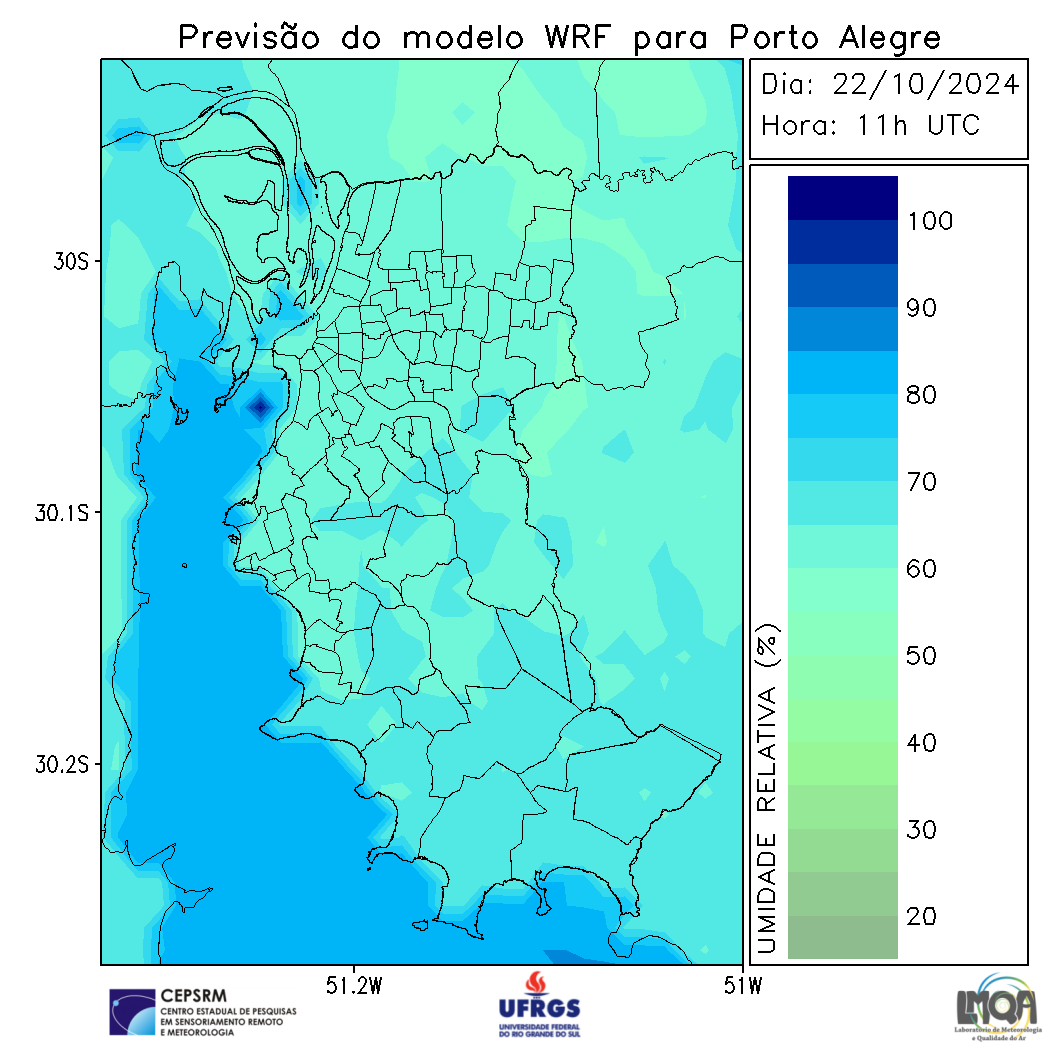 Previsão do modelo WRF para Porto Alegre
Dia: 22/10/2024
Hora: 11h UTC
30S
30.1S
30.2S
51.2W
51W
UMIDADE RELATIVA (%)
100
90
80
70
60
50
40
30
20
CEPSRM
CENTRO ESTADUAL DE PESQUISAS
EM SENSORIAMENTO REMOTO
E METEOROLOGIA
UFRGS
UNIVERSIDADE FEDERAL
DO RIO GRANDE DO SUL
LMQA
Laboratório de Meteorologia
e Qualidade do Ar